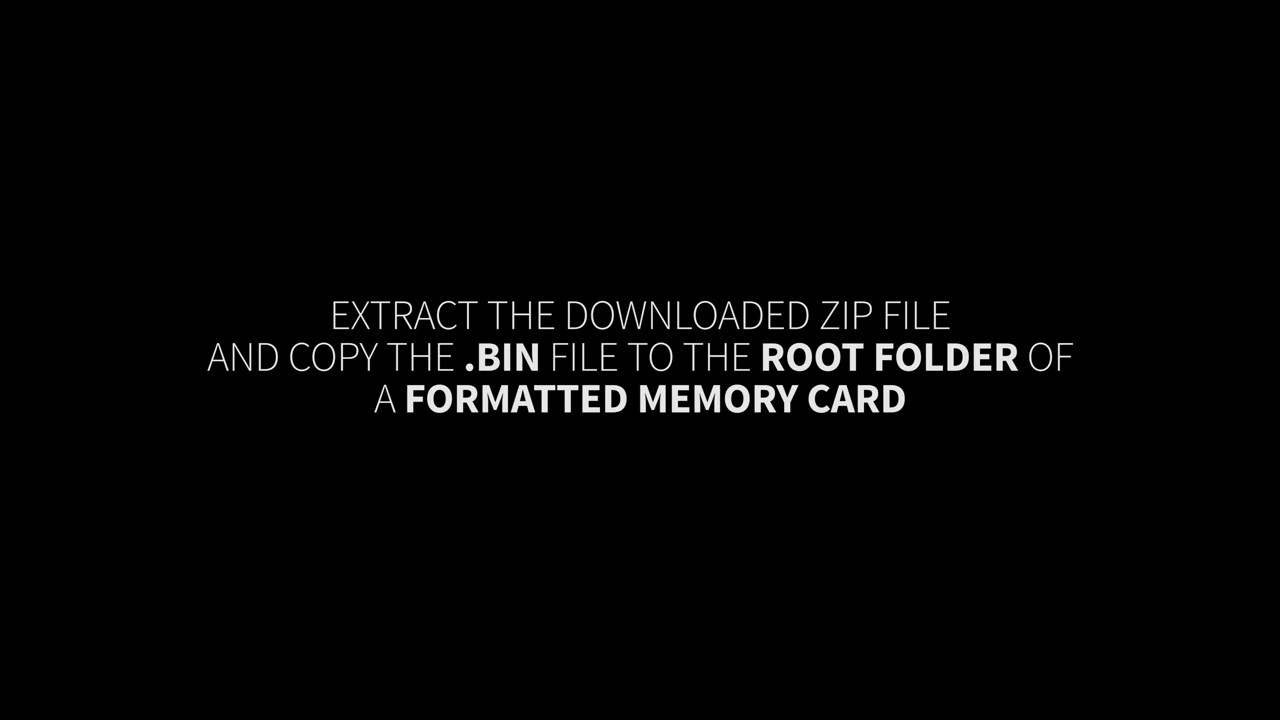 EXTRACT THE DOWNLOADED ZIP FILE
AND COPY THE .BIN FILE TO THE ROOT FOLDER OF
A FORMATTED MEMORY CARD